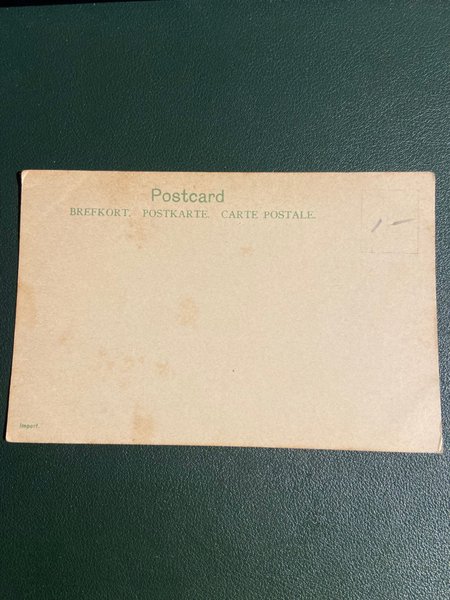 Postcard
BREFKORT. POSTKARTE. CARTE POSTALE.
1-
Import.